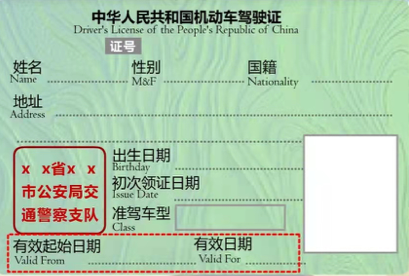 中华人民共和国机动车驾驶证
Driver's License of the People's Republic of China
证号
姓名 性别 国籍
Name M&F Nationality
地址
Address
出生日期
Birthday
x x省x x
市公安局交
通警察支队
初次领证日期
Issue Date
准驾车型
Class
有效起始日期 有效日期
Valid From Valid For